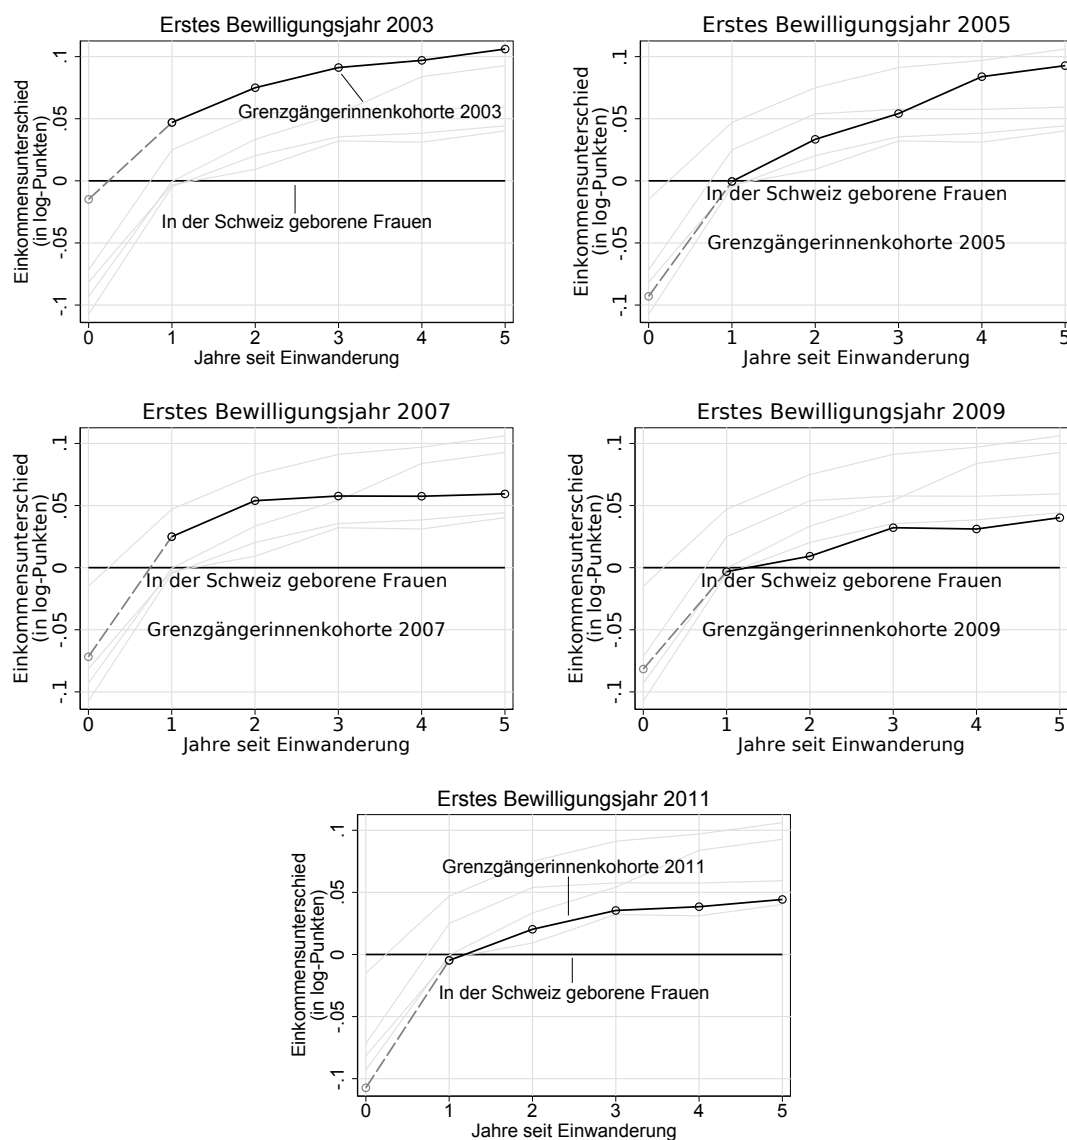 Erstes Bewilligungsjahr 2003
Einkommensunterschied
(in log-Punkten)
.1
.05
0
-.05
-.1
Grenzgängerinnenkohorte 2003
In der Schweiz geborene Frauen
0 1 2 3 4 5
Jahre seit Einwanderung
Erstes Bewilligungsjahr 2005
Einkommensunterschied
(in log-Punkten)
.1
.05
0
-.05
-.1
In der Schweiz geborene Frauen
Grenzgängerinnenkohorte 2005
0 1 2 3 4 5
Jahre seit Einwanderung
Erstes Bewilligungsjahr 2007
Einkommensunterschied
(in log-Punkten)
.1
.05
0
-.05
-.1
In der Schweiz geborene Frauen
Grenzgängerinnenkohorte 2007
0 1 2 3 4 5
Jahre seit Einwanderung
Erstes Bewilligungsjahr 2009
Einkommensunterschied
(in log-Punkten)
.1
.05
0
-.05
-.1
In der Schweiz geborene Frauen
Grenzgängerinnenkohorte 2009
0 1 2 3 4 5
Jahre seit Einwanderung
Erstes Bewilligungsjahr 2011
Einkommensunterschied
(in log-Punkten)
.1
.05
0
-.05
-.1
Grenzgängerinnenkohorte 2011
In der Schweiz geborene Frauen
0 1 2 3 4 5
Jahre seit Einwanderung